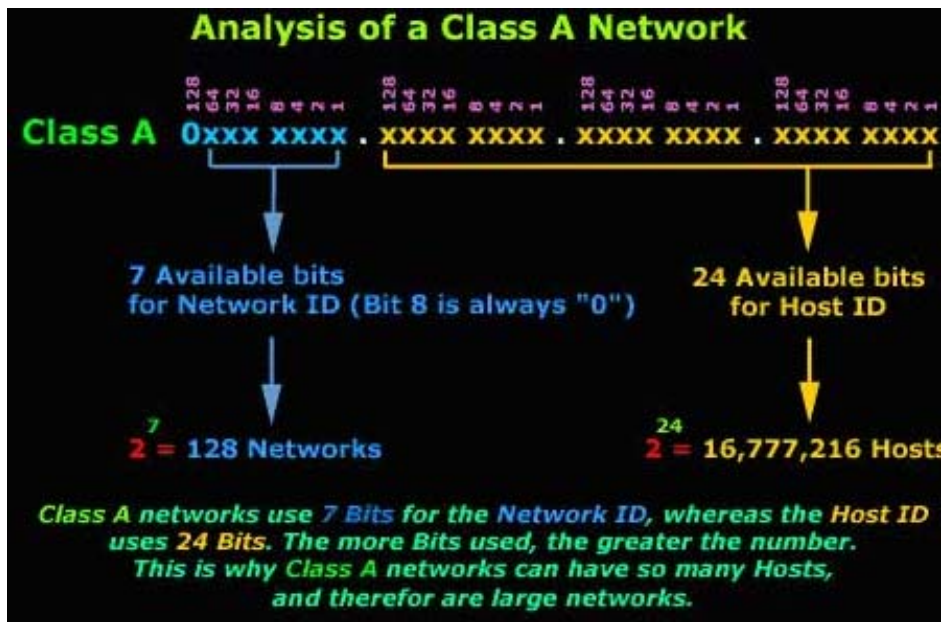 Analysis of a Class A Network
128 64 32 16 8 4 2 1 128 64 32 16 8 4 2 1 128 64 32 16 8 4 2 1 128 64 32 16 8 4 2 1
Class A 0xxx xxxx . xxxx xxxx . xxxx xxxx . xxxx xxxx
7 Available bits
for Network ID (Bit 8 is always "0")
24 Available bits
for Host ID
2^7 = 128 Networks
2^24 = 16,777,216 Hosts
Class A networks use 7 Bits for the Network ID, whereas the Host ID
uses 24 Bits. The more Bits used, the greater the number.
This is why Class A networks can have so many Hosts,
and therefor are large networks.